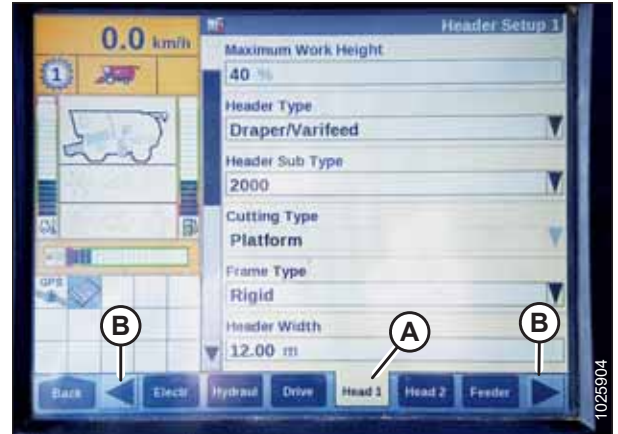 0.0 km/h
Header Setup 1
1
Maximum Work Height
40 %
Header Type
Draper/Varifeed
Header Sub Type
2000
Cutting Type
Platform
Frame Type
Rigid
GPS
Header Width
12.00 m
B
A
B
Back
Electr
Hydraul
Drive
Head 1
Head 2
Feeder
1025904